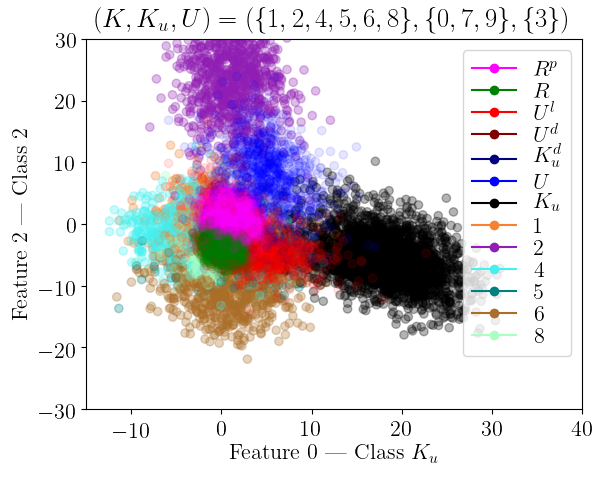 (K, K_u, U) = ({1, 2, 4, 5, 6, 8}, {0, 7, 9}, {3})
30
20
10
0
−10
−20
−30
Feature 2 — Class 2
−10
0
10
20
30
40
Feature 0 — Class K_u
R^p
R
U^l
U^d
K_u^d
U
K_u
1
2
4
5
6
8